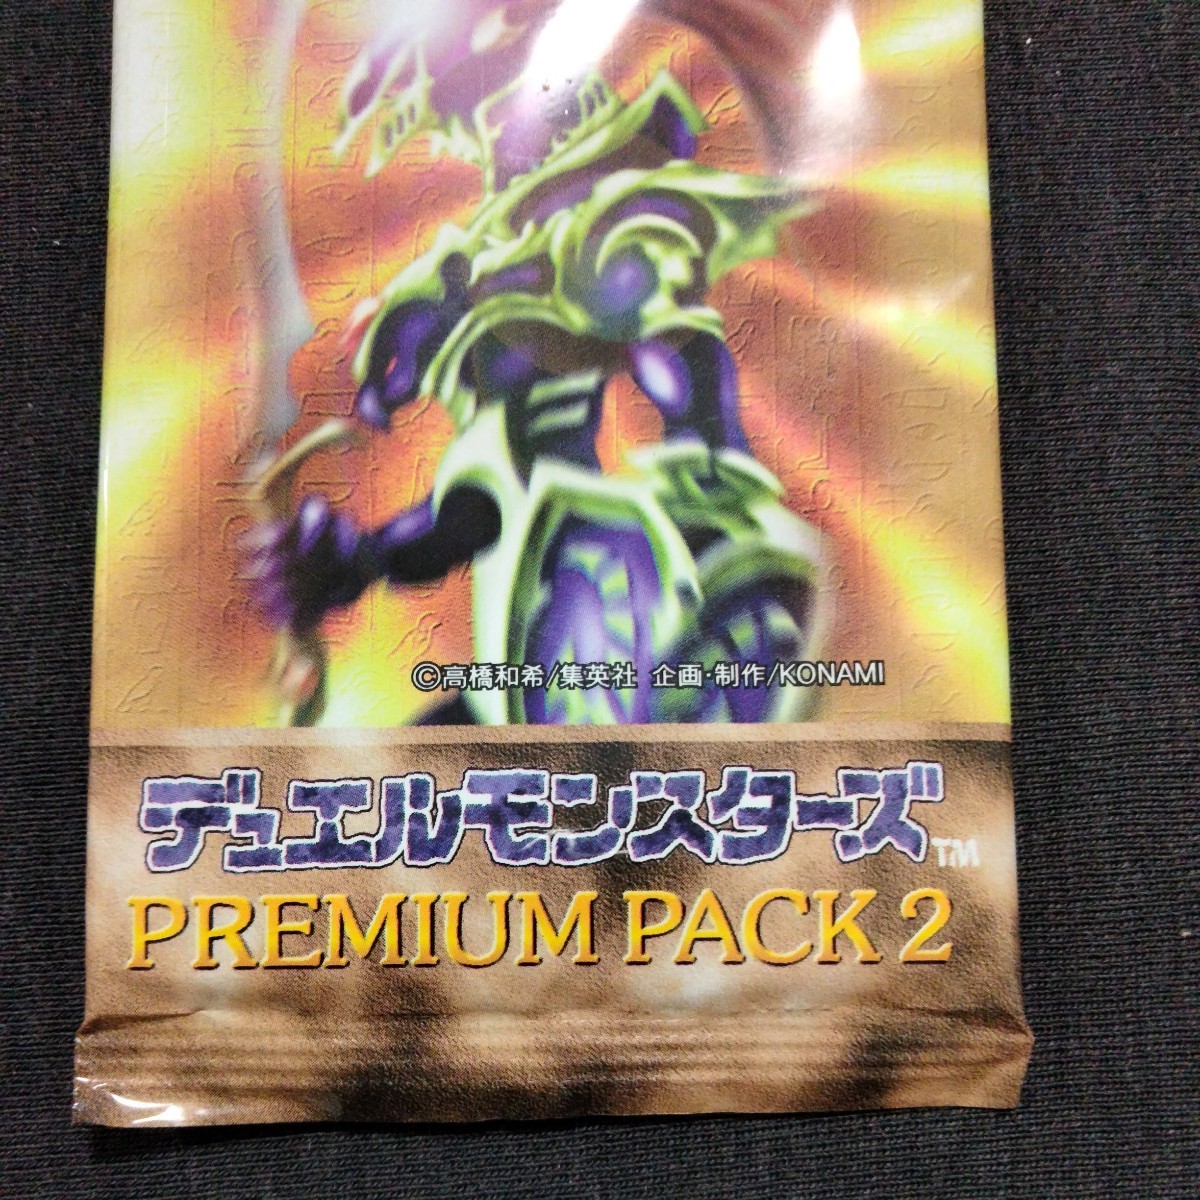 ©高橋和希/集英社 企画・制作/KONAMI
デュエルモンスターズ™
PREMIUM PACK 2